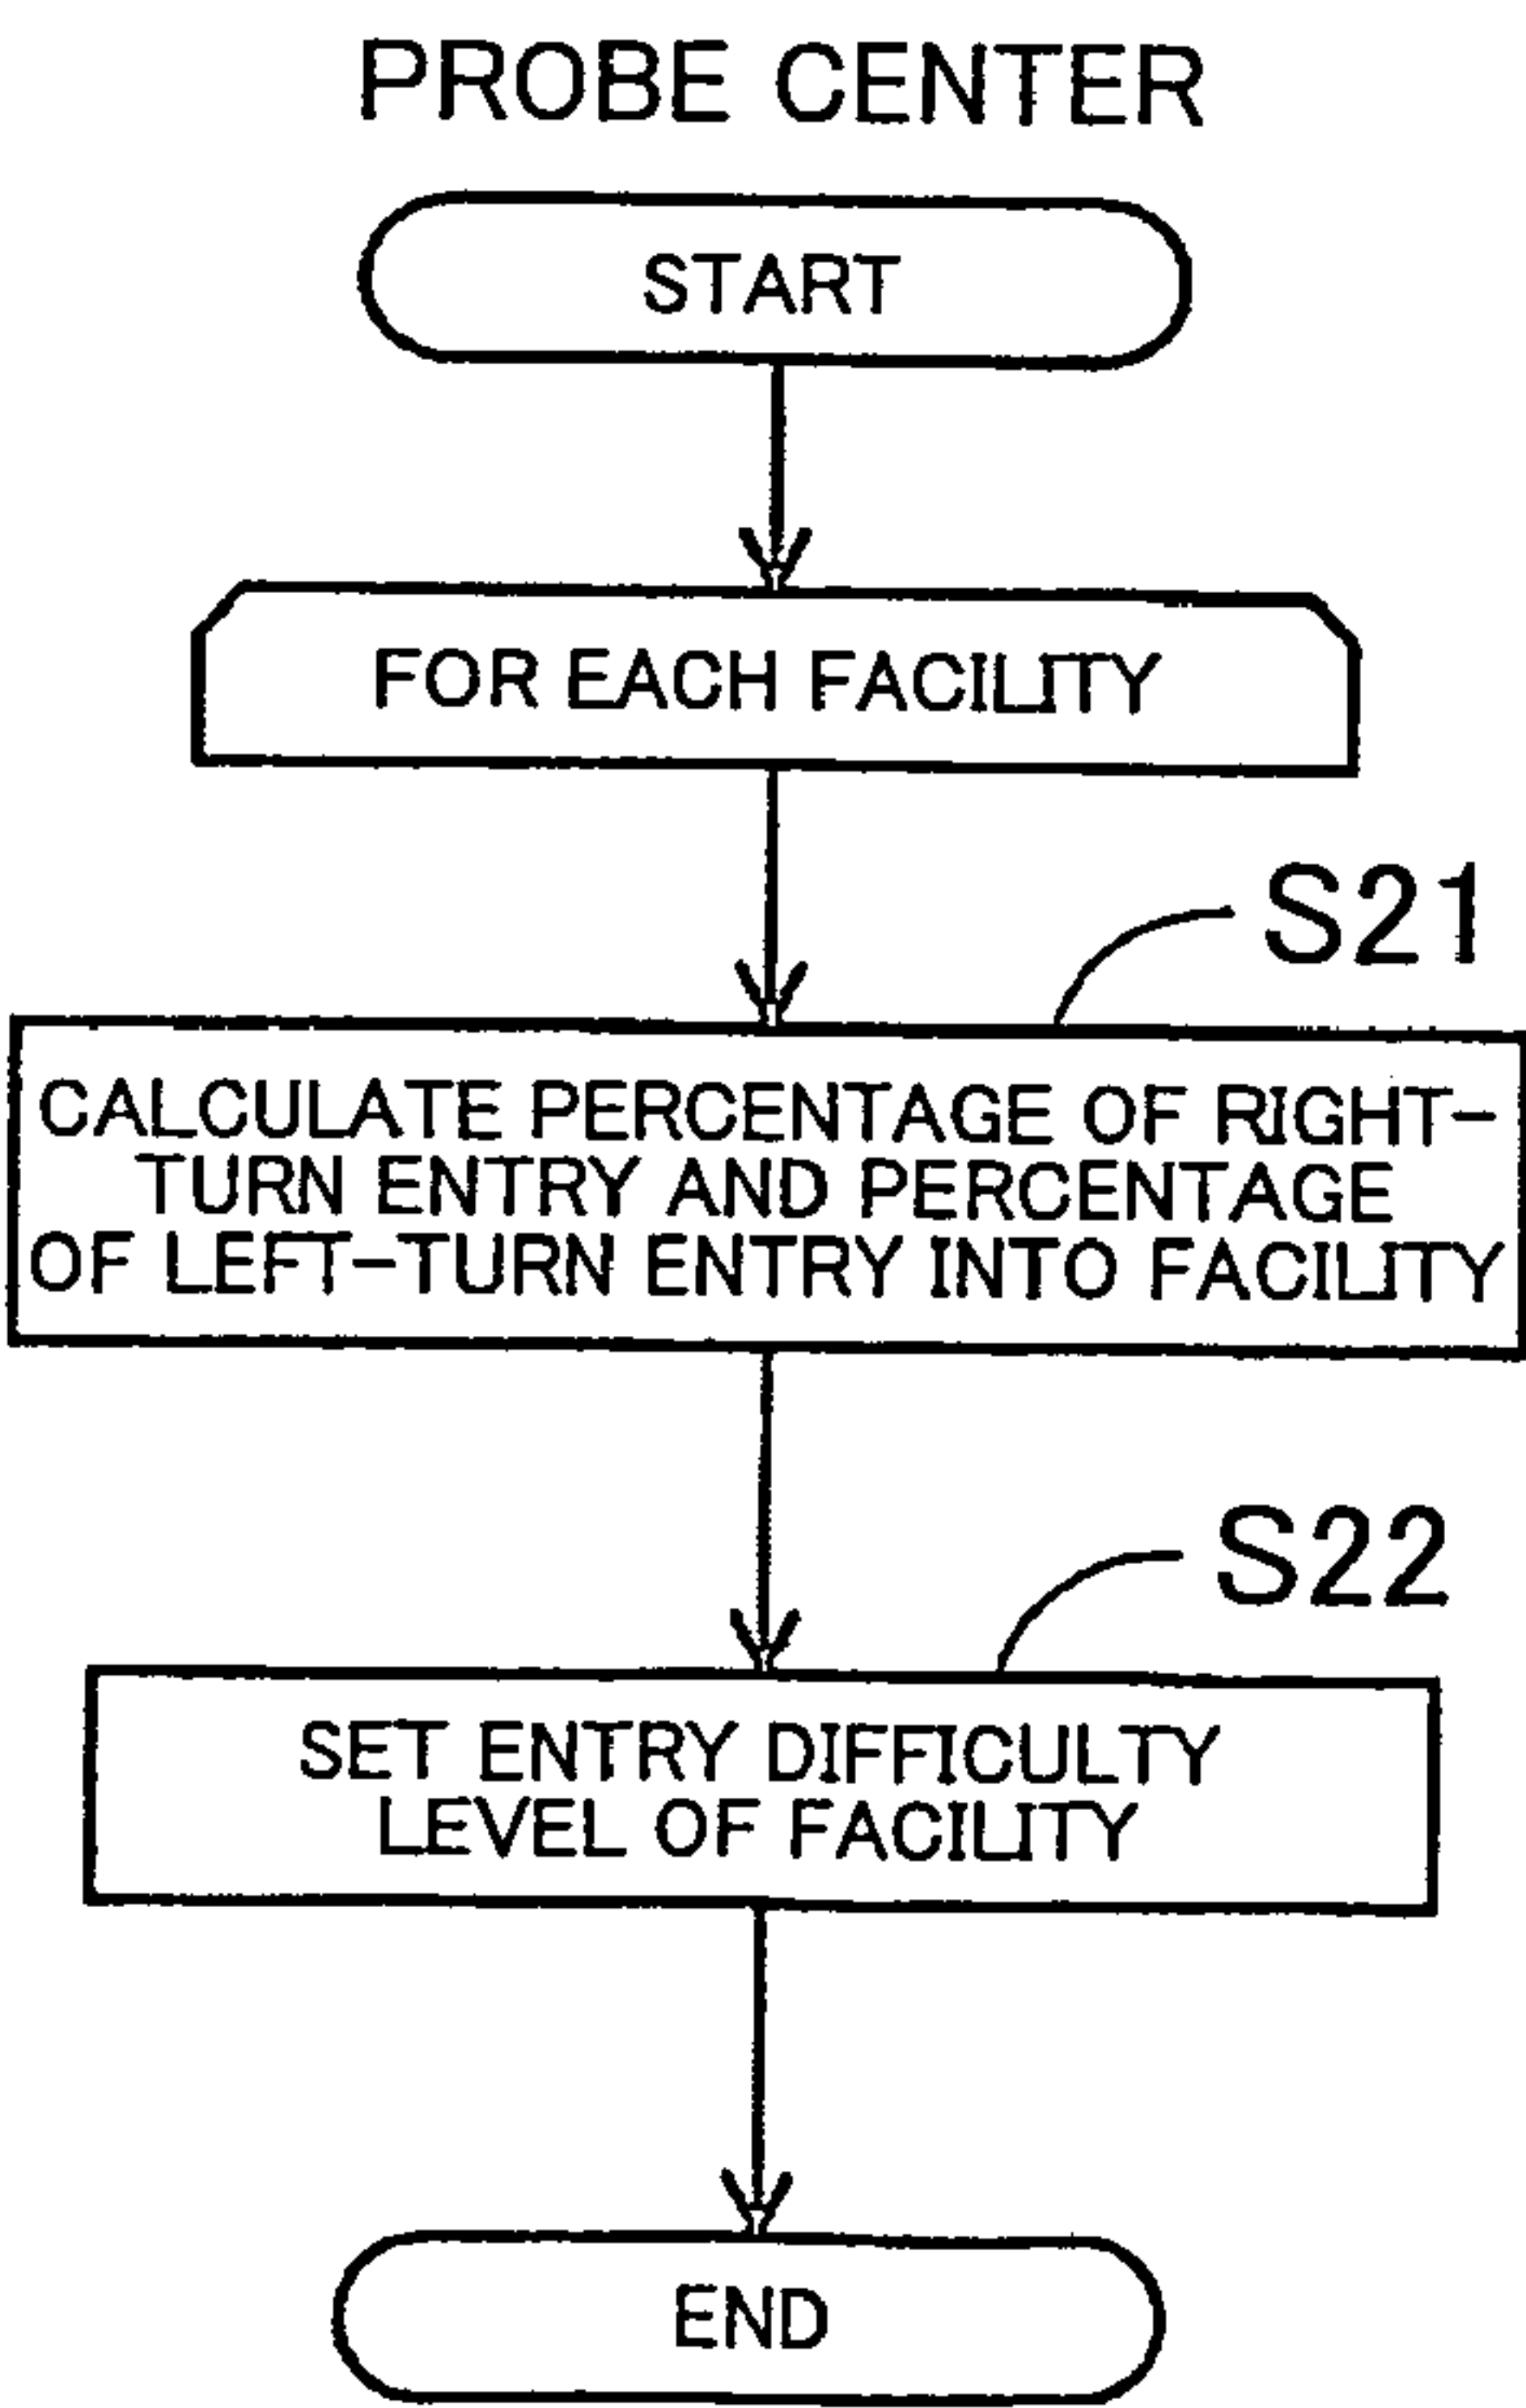 PROBE CENTER
START
FOR EACH FACILITY
S21
CALCULATE PERCENTAGE OF RIGHT-
TURN ENTRY AND PERCENTAGE
OF LEFT-TURN ENTRY INTO FACILITY
S22
SET ENTRY DIFFICULTY
LEVEL OF FACILITY
END